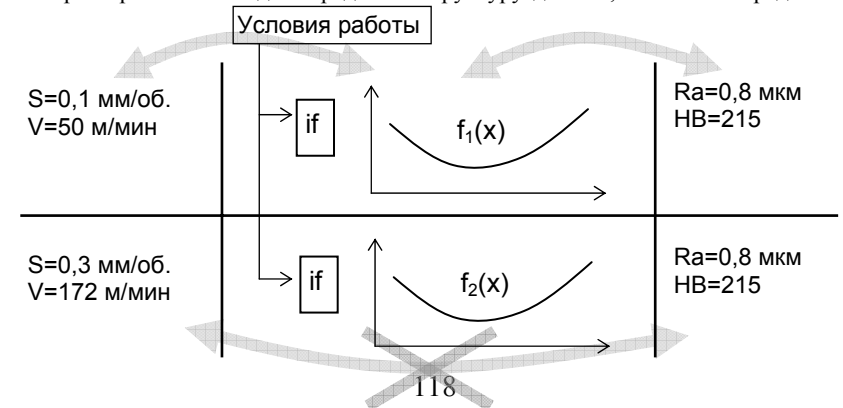 Условия работы
S=0,1 мм/об.
V=50 м/мин
if
f₁(x)
Ra=0,8 мкм
HB=215
S=0,3 мм/об.
V=172 м/мин
if
f₂(x)
Ra=0,8 мкм
HB=215
118